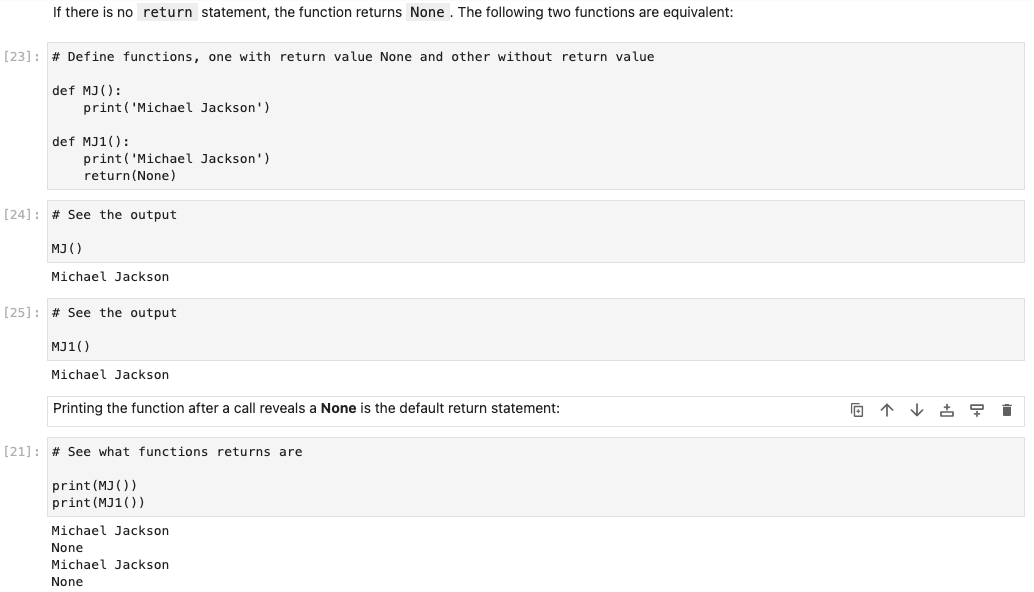 If there is no return statement, the function returns None . The following two functions are equivalent:
[23]: # Define functions, one with return value None and other without return value
def MJ():
    print('Michael Jackson')
def MJ1():
    print('Michael Jackson')
    return(None)
[24]: # See the output
MJ()
Michael Jackson
[25]: # See the output
MJ1()
Michael Jackson
Printing the function after a call reveals a None is the default return statement:
[21]: # See what functions returns are
print(MJ())
print(MJ1())
Michael Jackson
None
Michael Jackson
None